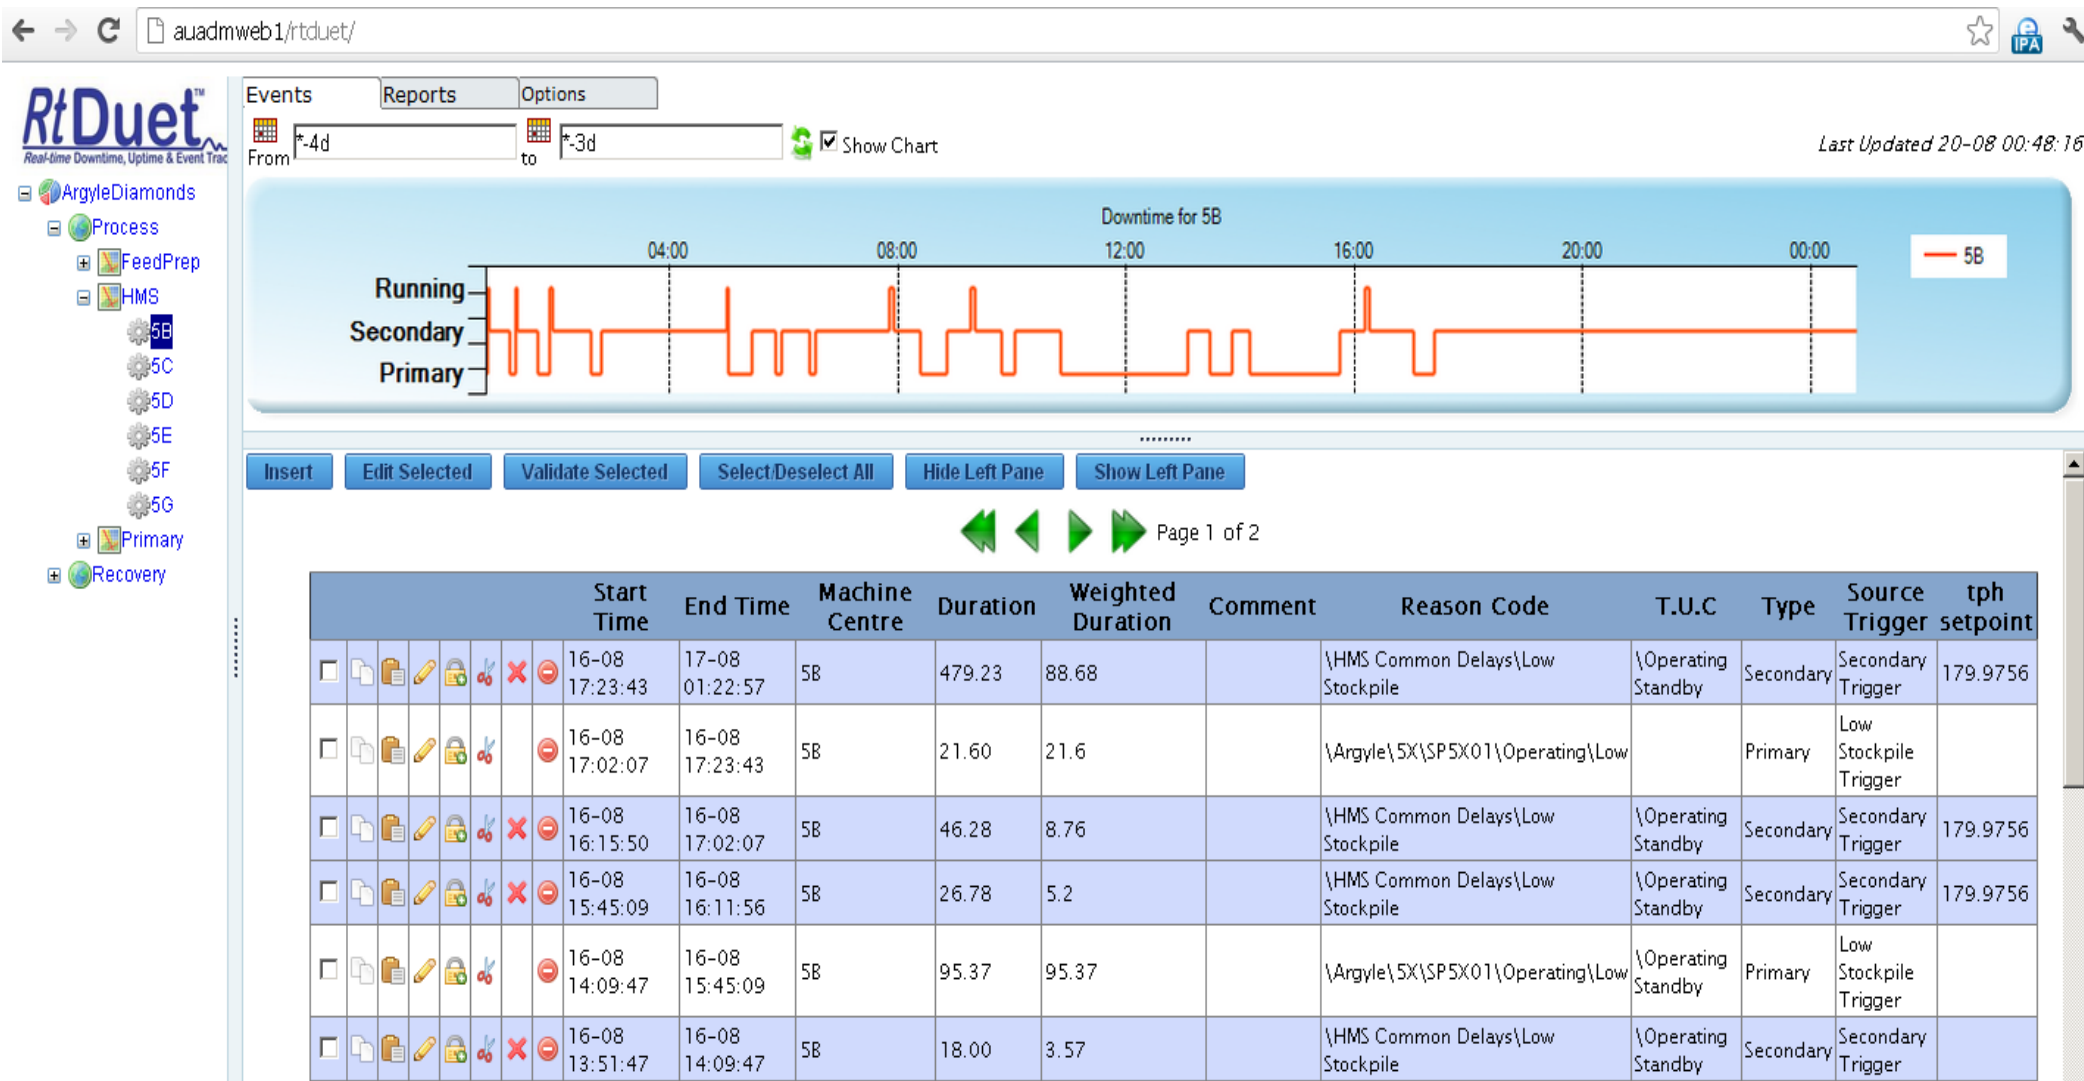 auadmweb1/rtduet/
IPA
RtDuet™
Real-time Downtime, Uptime & Event Trac
ArgyleDiamonds
Process
FeedPrep
HMS
5B
5C
5D
5E
5F
5G
Primary
Recovery
Events Reports Options
From *-4d to *-3d Show Chart
Last Updated 20-08 00:48:16
Downtime for 5B
04:00 08:00 12:00 16:00 20:00 00:00
5B
Running
Secondary
Primary
Insert Edit Selected Validate Selected Select/Deselect All Hide Left Pane Show Left Pane
Page 1 of 2
Start Time End Time Machine Centre Duration Weighted Duration Comment Reason Code T.U.C Type Source Trigger tph setpoint
16-08 17:23:43 17-08 01:22:57 5B 479.23 88.68 \HMS Common Delays\Low Stockpile \Operating Standby Secondary Secondary Trigger 179.9756
16-08 17:02:07 16-08 17:23:43 5B 21.60 21.6 \Argyle\5X\SP5X01\Operating\Low Primary Low Stockpile Trigger
16-08 16:15:50 16-08 17:02:07 5B 46.28 8.76 \HMS Common Delays\Low Stockpile \Operating Standby Secondary Secondary Trigger 179.9756
16-08 15:45:09 16-08 16:11:56 5B 26.78 5.2 \HMS Common Delays\Low Stockpile \Operating Standby Secondary Secondary Trigger 179.9756
16-08 14:09:47 16-08 15:45:09 5B 95.37 95.37 \Argyle\5X\SP5X01\Operating\Low \Operating Standby Primary Low Stockpile Trigger
16-08 13:51:47 16-08 14:09:47 5B 18.00 3.57 \HMS Common Delays\Low Stockpile \Operating Standby Secondary Secondary Trigger